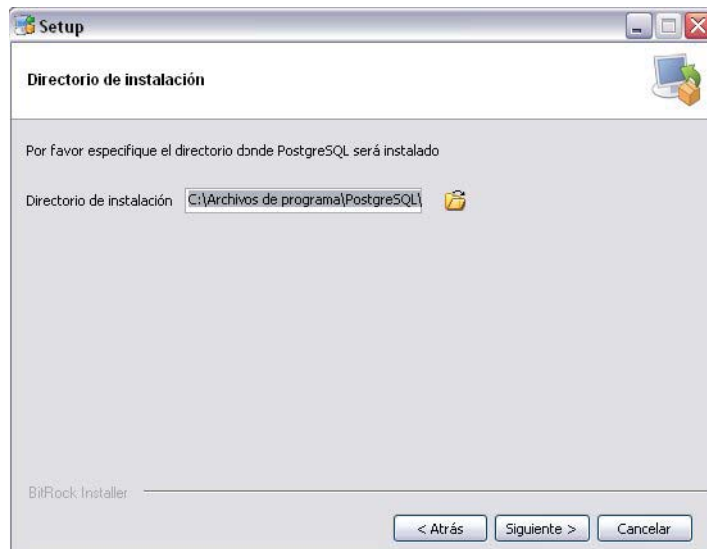 Setup
Directorio de instalación
Por favor especifique el directorio donde PostgreSQL será instalado
Directorio de instalación C:\Archivos de programa\PostgreSQL\
BitRock Installer
< Atrás Siguiente > Cancelar